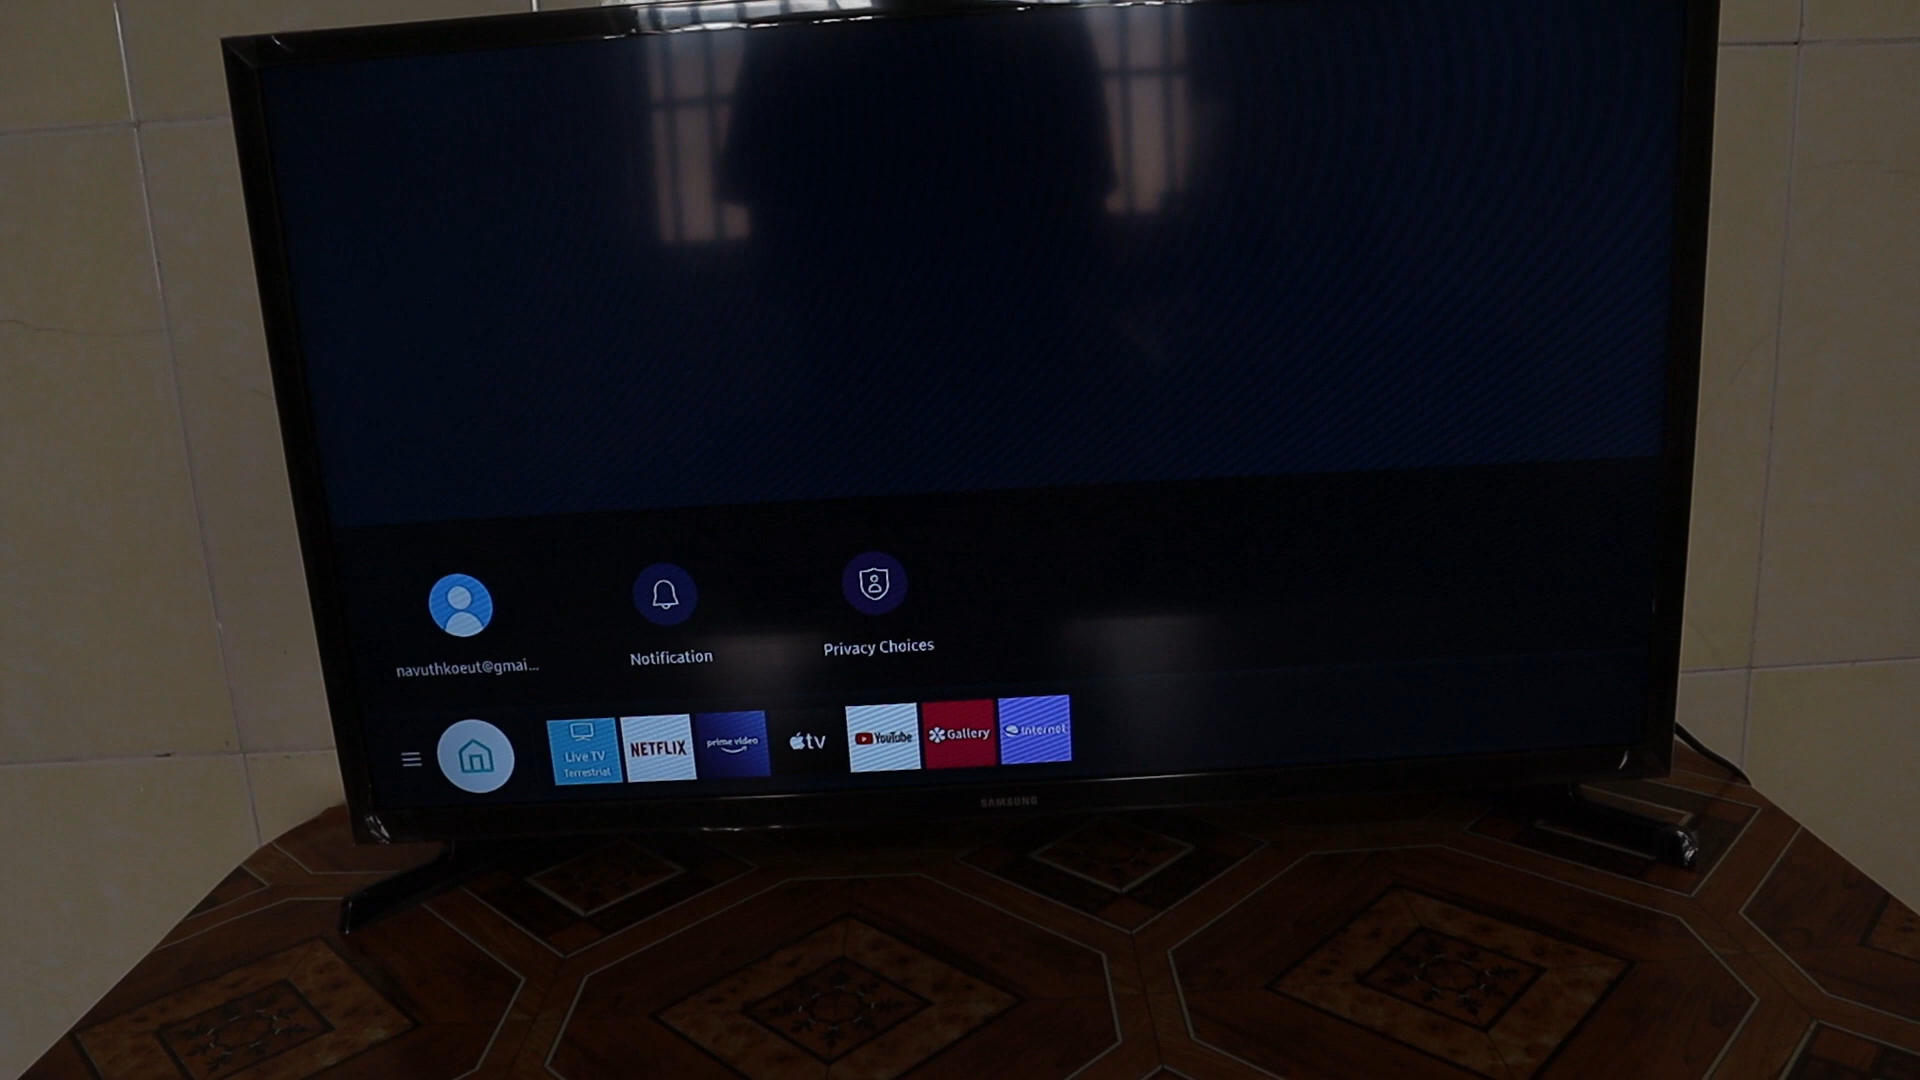 navuthkoeut@gmai...
Notification
Privacy Choices
Live TV
Terrestrial
NETFLIX
prime video
tv
YouTube
Gallery
Internet
SAMSUNG